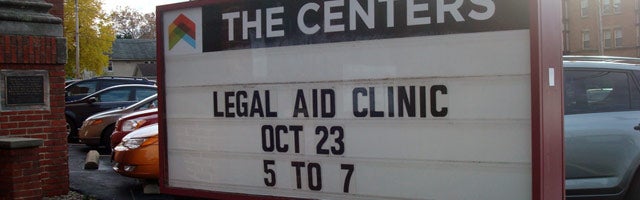 THE CENTERS
LEGAL AID CLINIC
OCT 23
5 TO 7